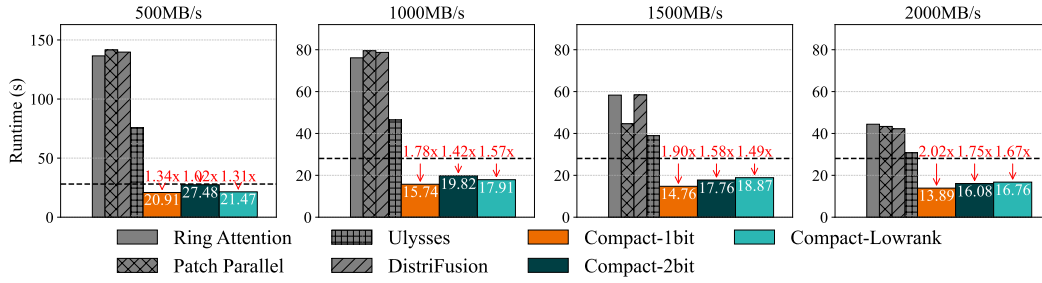 500MB/s
1000MB/s
1500MB/s
2000MB/s
Runtime (s)
150
100
50
0
1.34x
1.02x
1.31x
20.91
27.48
21.47
80
60
40
20
0
1.78x
1.42x
1.57x
15.74
19.82
17.91
80
60
40
20
0
1.90x
1.58x
1.49x
14.76
17.76
18.87
80
60
40
20
0
2.02x
1.75x
1.67x
13.89
16.08
16.76
Ring Attention
Ulysses
Compact-1bit
Compact-Lowrank
Patch Parallel
DistriFusion
Compact-2bit